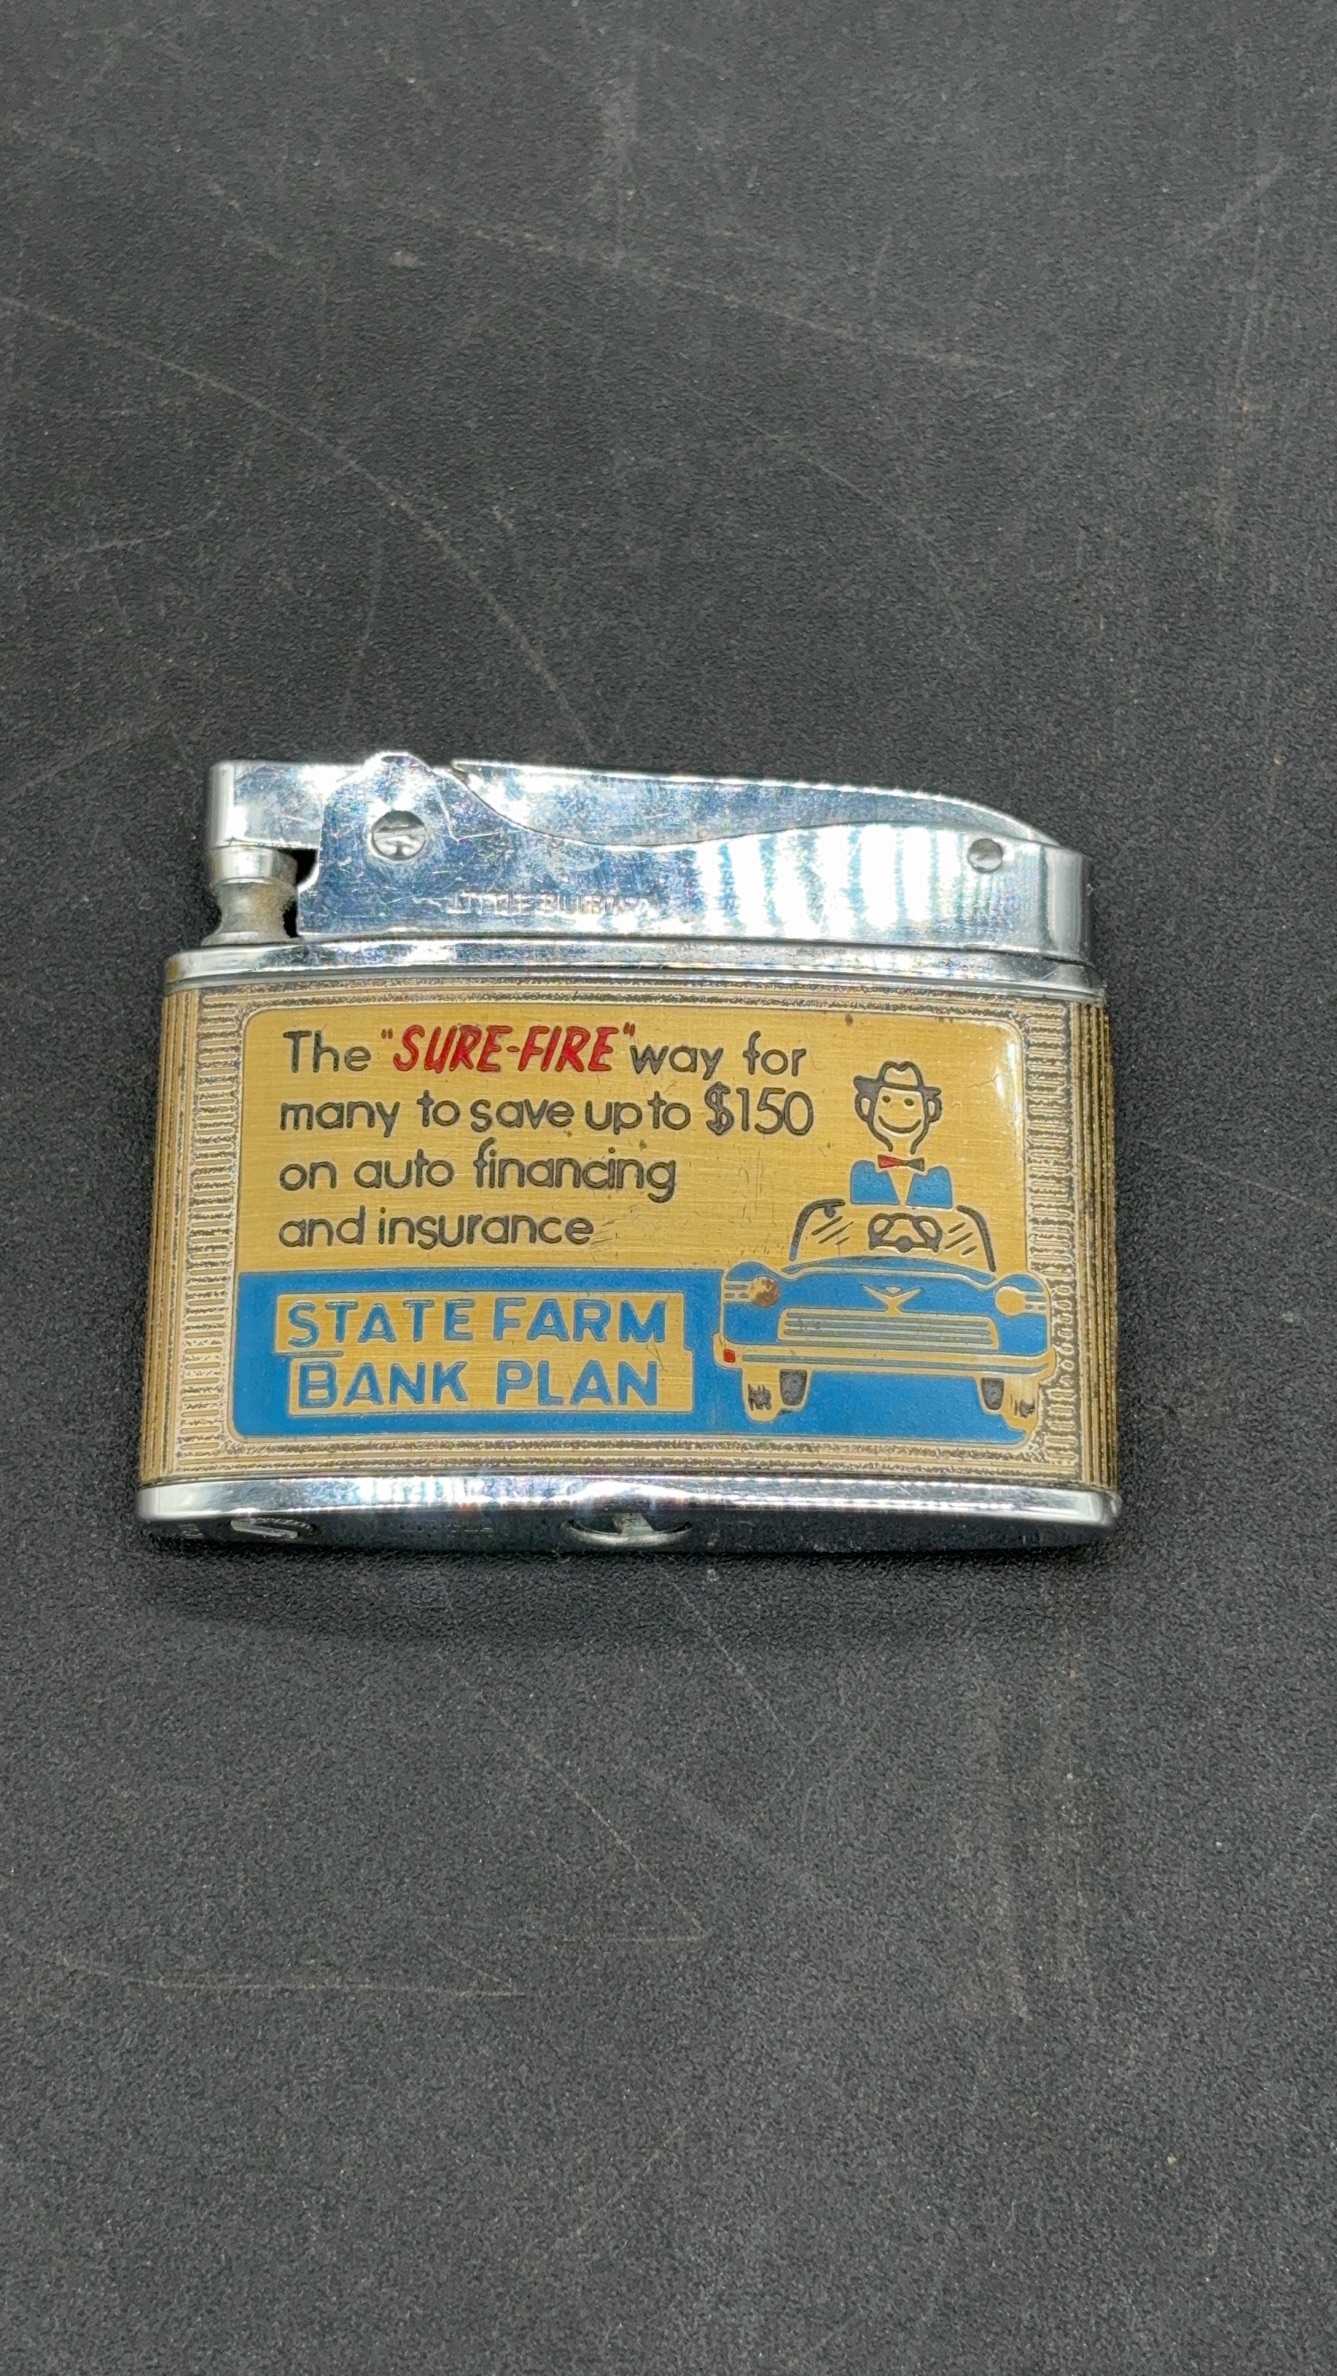 The "SURE-FIRE" way for
many to save up to $150
on auto financing
and insurance
STATE FARM
BANK PLAN